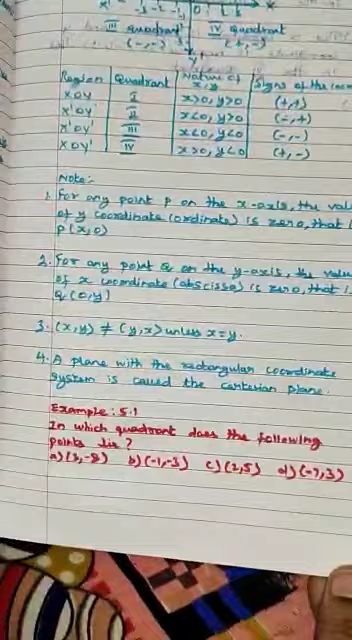 x'
-3 -2 -1
0
x
III quadrant IV quadrant
(-,-) (+,-)
y'
Region Quadrant Nature of x,y Signs of the
XOY I x>0, y>0 (+,+)
X'OY II x<0, y>0 (-,+)
X'OY' III x<0, y<0 (-,-)
XOY' IV x>0, y<0 (+,-)
Note:-
1. For any point P on the x-axis, the
of y coordinate (ordinate) is zero, that
P(x,0)
2. For any point Q on the y-axis, the value
of x coordinate (abscissa) is zero, that
Q(0,y)
3. (x,y) ≠ (y,x) unless x=y.
4. A plane with the rectangular coordinate
system is called the cartesian plane.
Example: 5.1
In which quadrant does the following
points lie?
a) (3,-8) b) (-1,-3) c) (2,5) d) (-7,3)